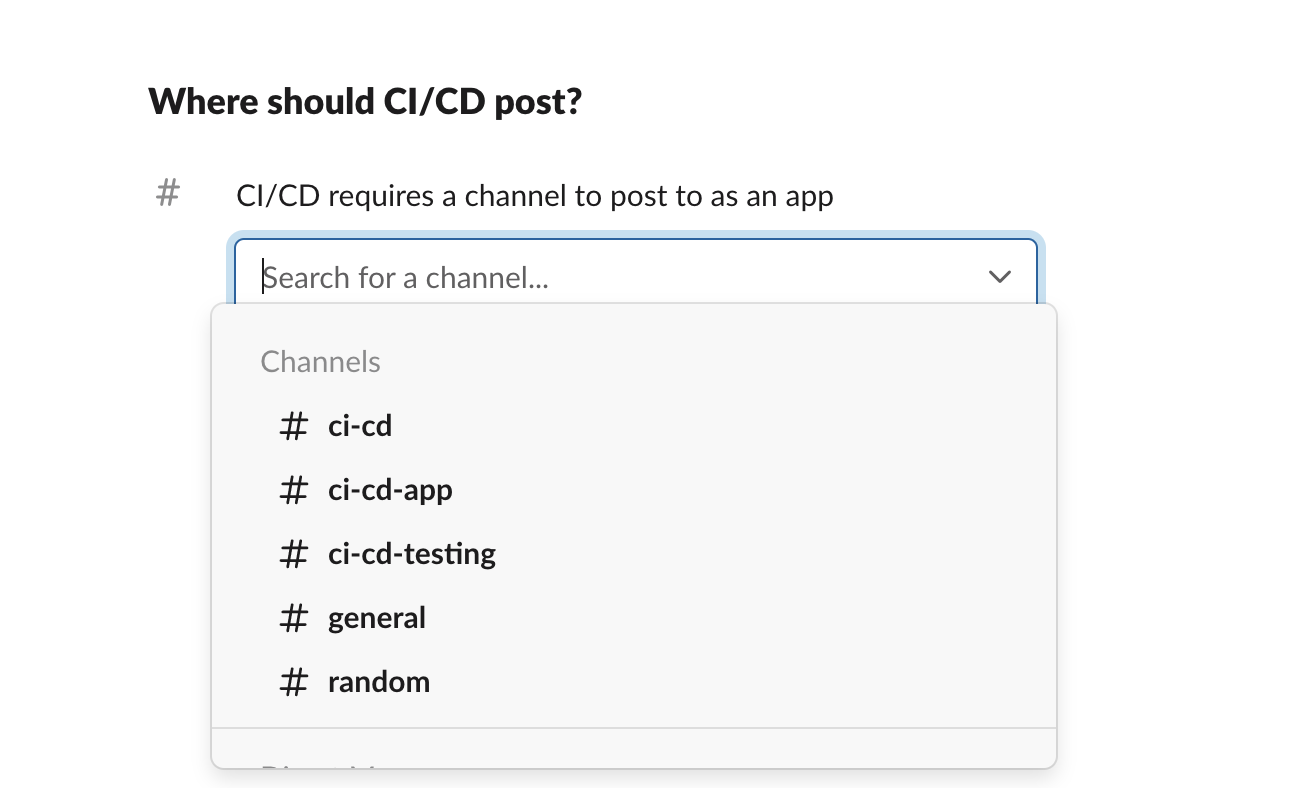 Where should CI/CD post?
# CI/CD requires a channel to post to as an app
Search for a channel...
Channels
# ci-cd
# ci-cd-app
# ci-cd-testing
# general
# random